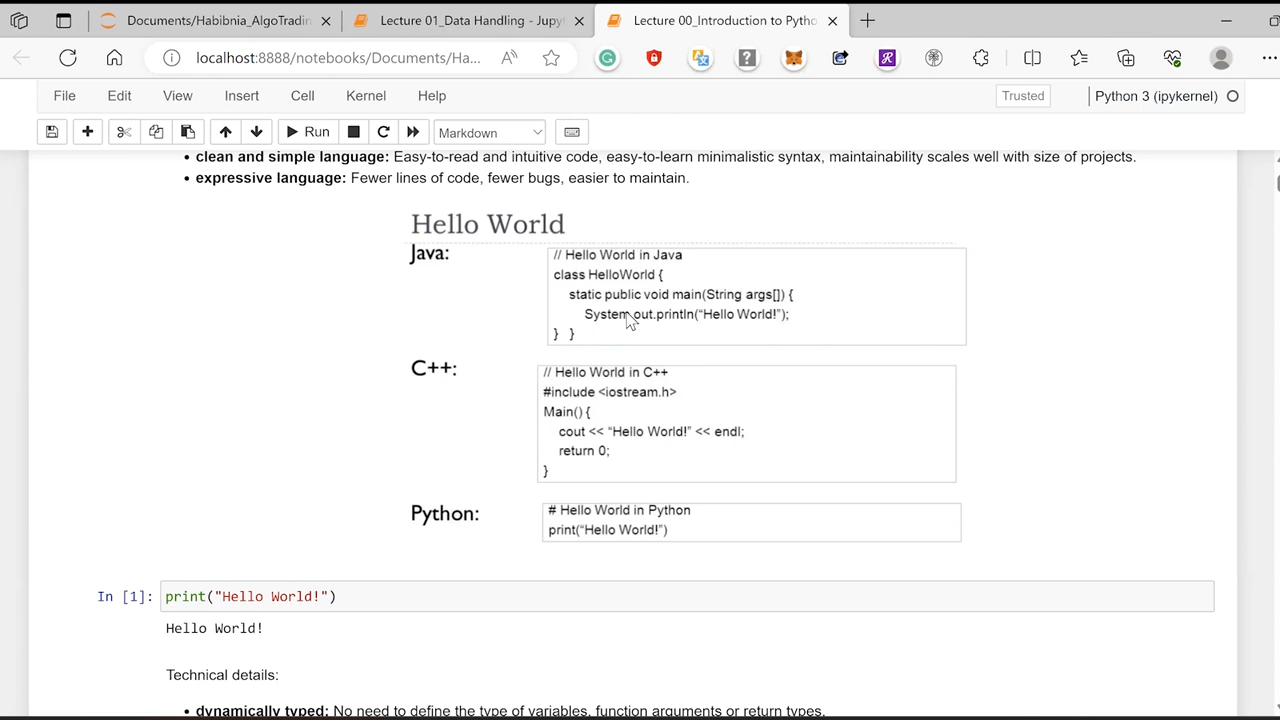 Documents/Habibnia_AlgoTradin
Lecture 01_Data Handling - Jupyt
Lecture 00_Introduction to Pytho
localhost:8888/notebooks/Documents/Ha...
File Edit View Insert Cell Kernel Help Trusted Python 3 (ipykernel)
Run Markdown
• clean and simple language: Easy-to-read and intuitive code, easy-to-learn minimalistic syntax, maintainability scales well with size of projects.
• expressive language: Fewer lines of code, fewer bugs, easier to maintain.
Hello World
Java:
// Hello World in Java
class HelloWorld {
static public void main(String args[]) {
System.out.println(“Hello World!”);
} }
C++:
// Hello World in C++
#include <iostream.h>
Main() {
cout << “Hello World!” << endl;
return 0;
}
Python:
# Hello World in Python
print(“Hello World!”)
In [1]: print("Hello World!")
Hello World!
Technical details:
• dynamically typed: No need to define the type of variables, function arguments or return types.